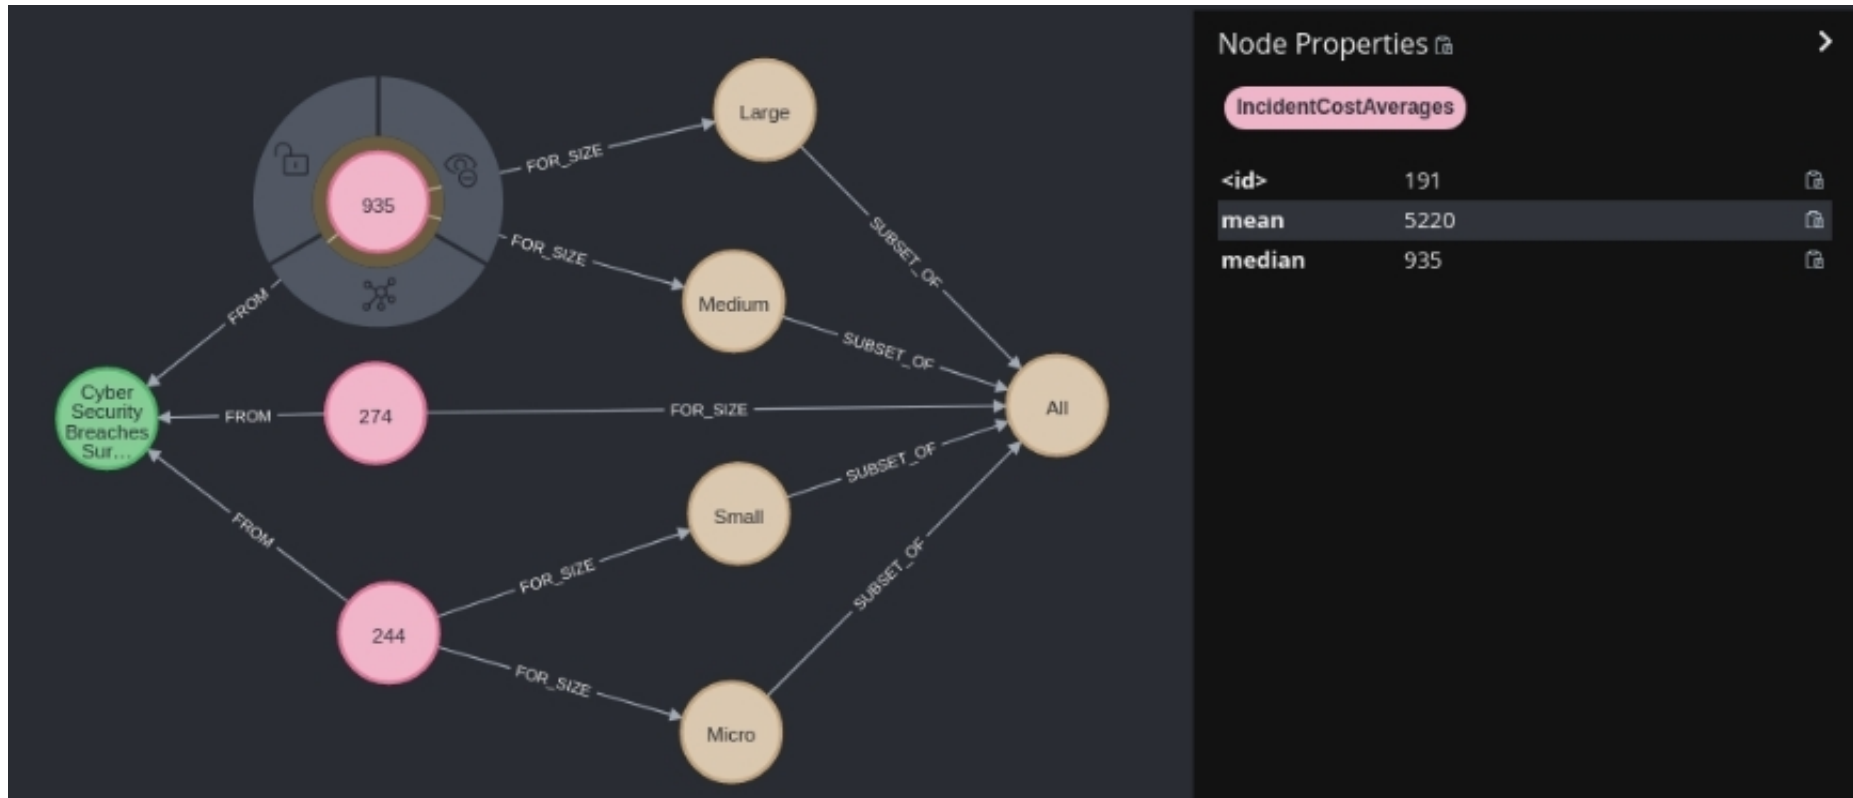 Large
FOR_SIZE
935
FOR_SIZE
SUBSET_OF
FROM
Medium
SUBSET_OF
Cyber
Security
Breaches
Sur...
FROM
274
FOR_SIZE
All
SUBSET_OF
Small
FROM
FOR_SIZE
SUBSET_OF
244
FOR_SIZE
Micro
Node Properties
IncidentCostAverages
<id> 191
mean 5220
median 935